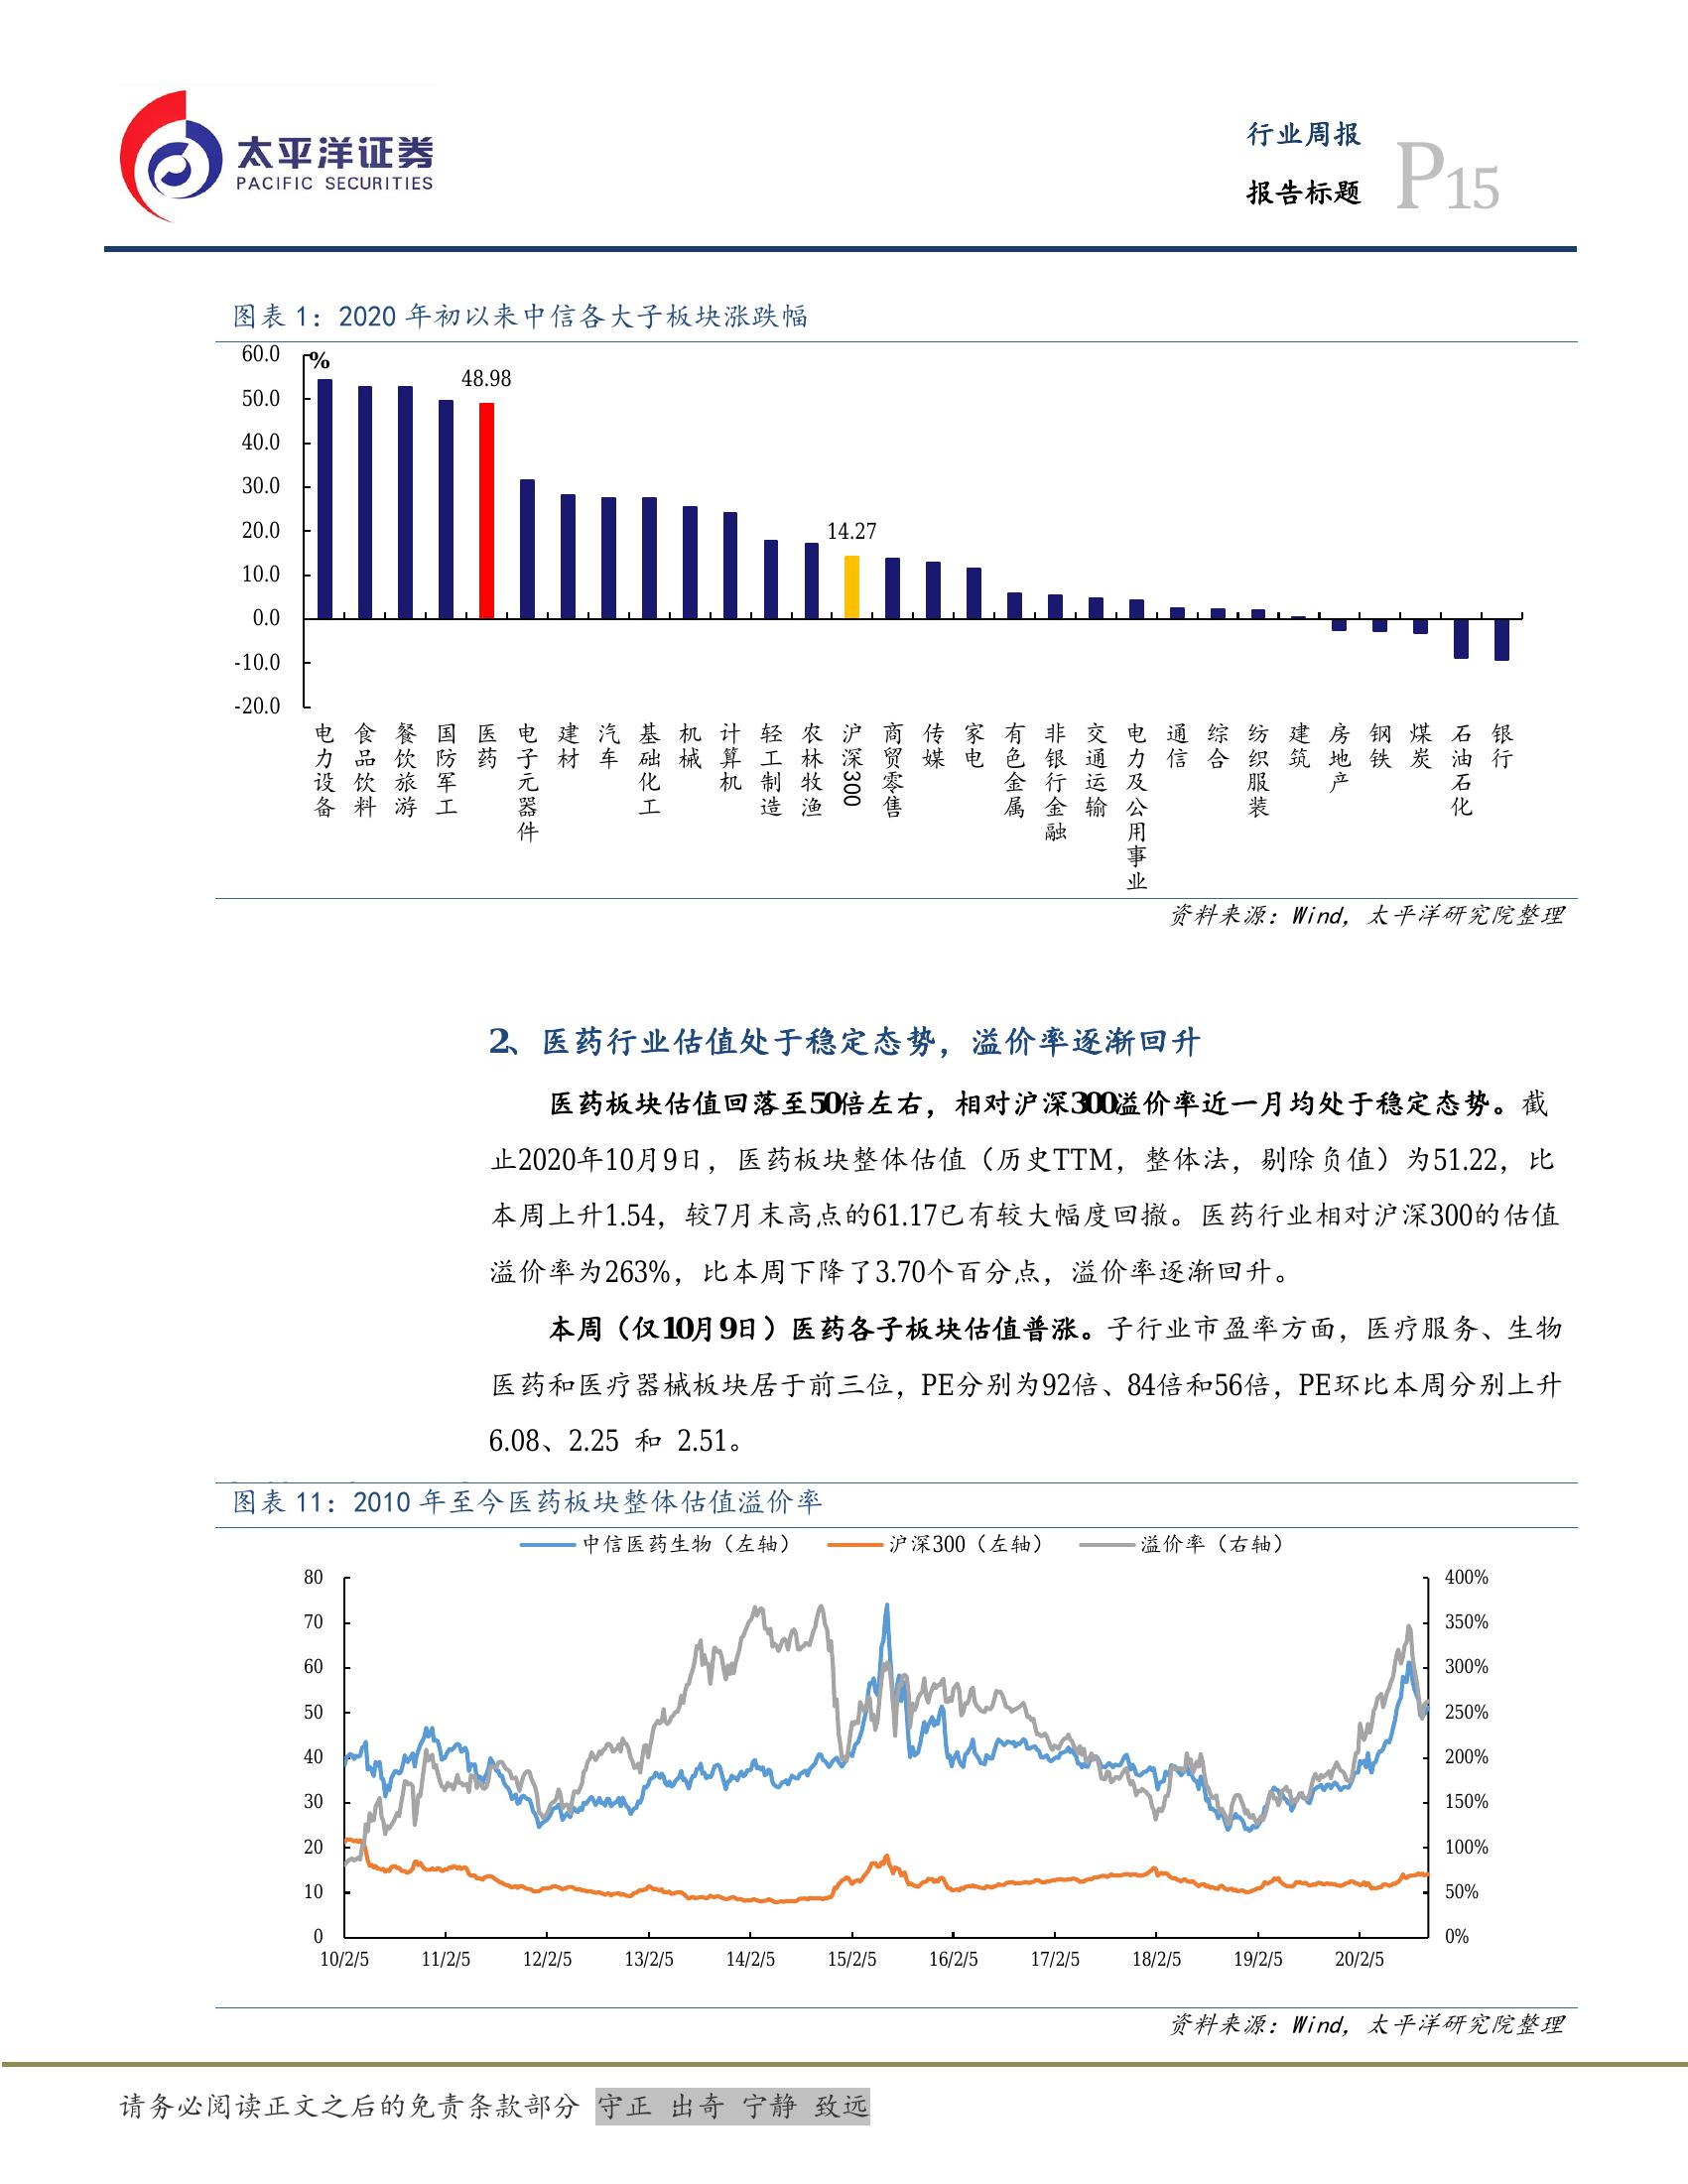 太平洋证券
PACIFIC SECURITIES
行业周报
报告标题
P15
图表 1：2020 年初以来中信各大子板块涨跌幅
%
60.0
50.0
40.0
30.0
20.0
10.0
0.0
-10.0
-20.0
48.98
14.27
电力设备
食品饮料
餐饮旅游
国防军工
医药
电子元器件
建材
汽车
基础化工
机械
计算机
轻工制造
农林牧渔
沪深300
商贸零售
传媒
家电
有色金属
非银行金融
交通运输
电力及公用事业
通信
综合
纺织服装
建筑
房地产
钢铁
煤炭
石油石化
银行
资料来源：Wind，太平洋研究院整理
2、医药行业估值处于稳定态势，溢价率逐渐回升
医药板块估值回落至50倍左右，相对沪深300溢价率近一月均处于稳定态势。截
止2020年10月9日，医药板块整体估值（历史TTM，整体法，剔除负值）为51.22，比
本周上升1.54，较7月末高点的61.17已有较大幅度回撤。医药行业相对沪深300的估值
溢价率为263%，比本周下降了3.70个百分点，溢价率逐渐回升。
本周（仅10月9日）医药各子板块估值普涨。子行业市盈率方面，医疗服务、生物
医药和医疗器械板块居于前三位，PE分别为92倍、84倍和56倍，PE环比本周分别上升
6.08、2.25 和 2.51。
图表 11：2010 年至今医药板块整体估值溢价率
中信医药生物（左轴） 沪深300（左轴） 溢价率（右轴）
80
70
60
50
40
30
20
10
0
400%
350%
300%
250%
200%
150%
100%
50%
0%
10/2/5 11/2/5 12/2/5 13/2/5 14/2/5 15/2/5 16/2/5 17/2/5 18/2/5 19/2/5 20/2/5
资料来源：Wind，太平洋研究院整理
请务必阅读正文之后的免责条款部分 守正 出奇 宁静 致远